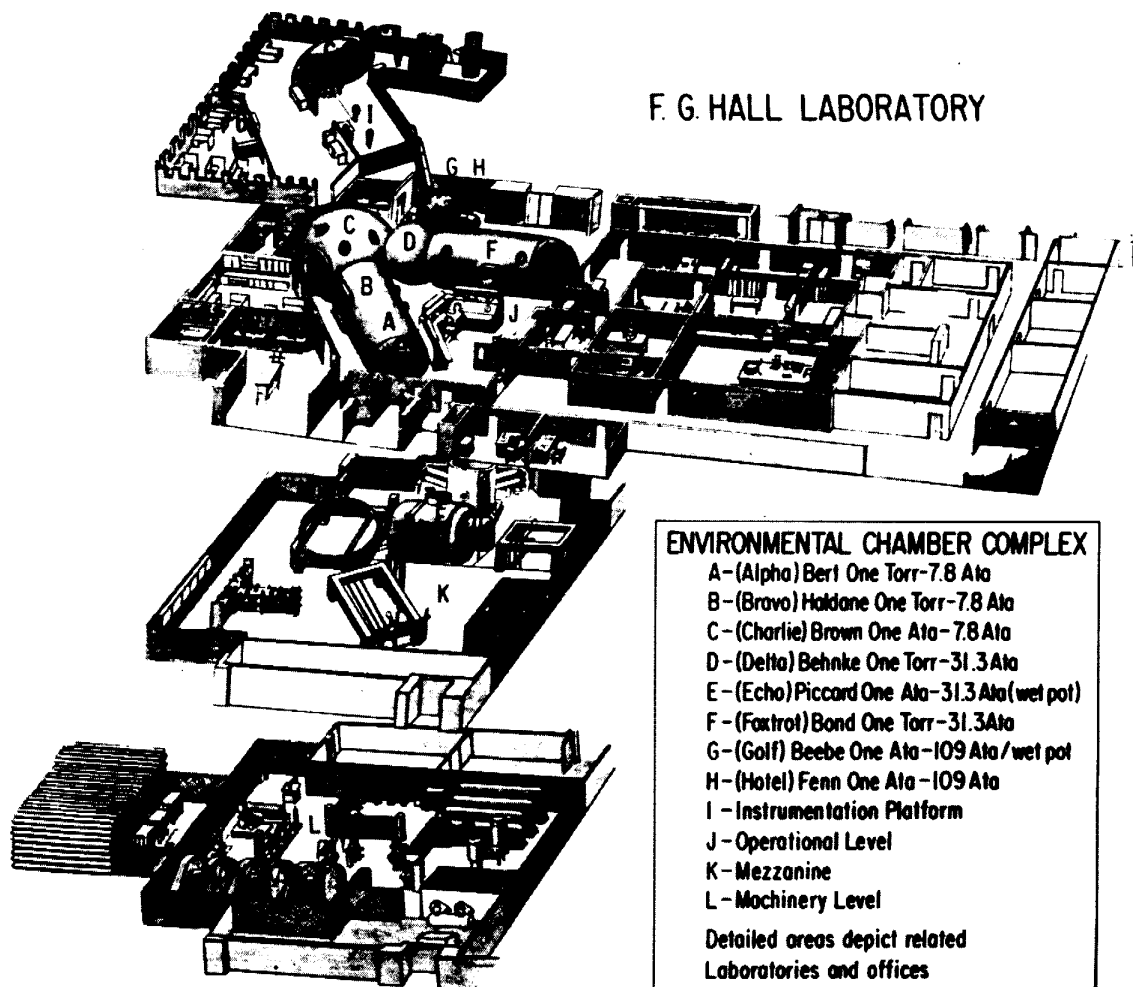 F. G. HALL LABORATORY
I
G H
C
D
F
B
A
J
E
K
L
ENVIRONMENTAL CHAMBER COMPLEX
A-(Alpha) Bert One Torr-7.8 Ata
B-(Bravo) Haldane One Torr-7.8 Ata
C-(Charlie) Brown One Ata-7.8 Ata
D-(Delta) Behnke One Torr-31.3 Ata
E-(Echo) Piccard One Ata-31.3 Ata (wet pot)
F-(Foxtrot) Bond One Torr-31.3 Ata
G-(Golf) Beebe One Ata-109 Ata/wet pot
H-(Hotel) Fenn One Ata-109 Ata
I-Instrumentation Platform
J-Operational Level
K-Mezzanine
L-Machinery Level
Detailed areas depict related
Laboratories and offices